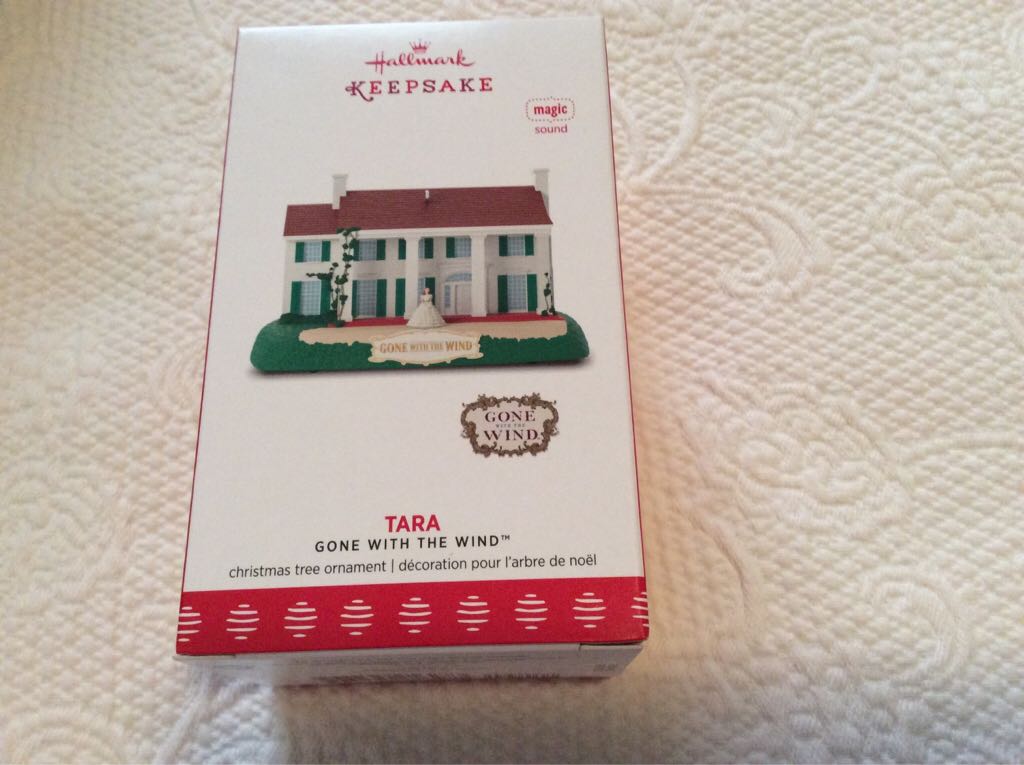 Hallmark
KEEPSAKE
magic
sound
GONE WITH THE WIND
GONE
WITH THE
WIND
TARA
GONE WITH THE WIND™
christmas tree ornament | décoration pour l'arbre de noël